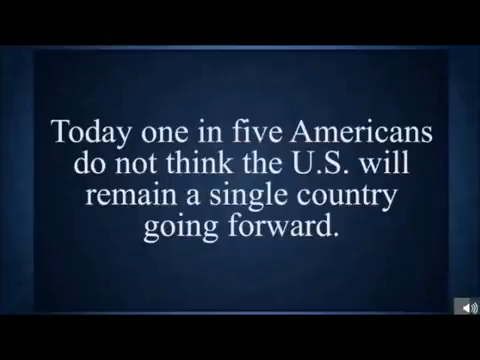 Today one in five Americans
do not think the U.S. will
remain a single country
going forward.